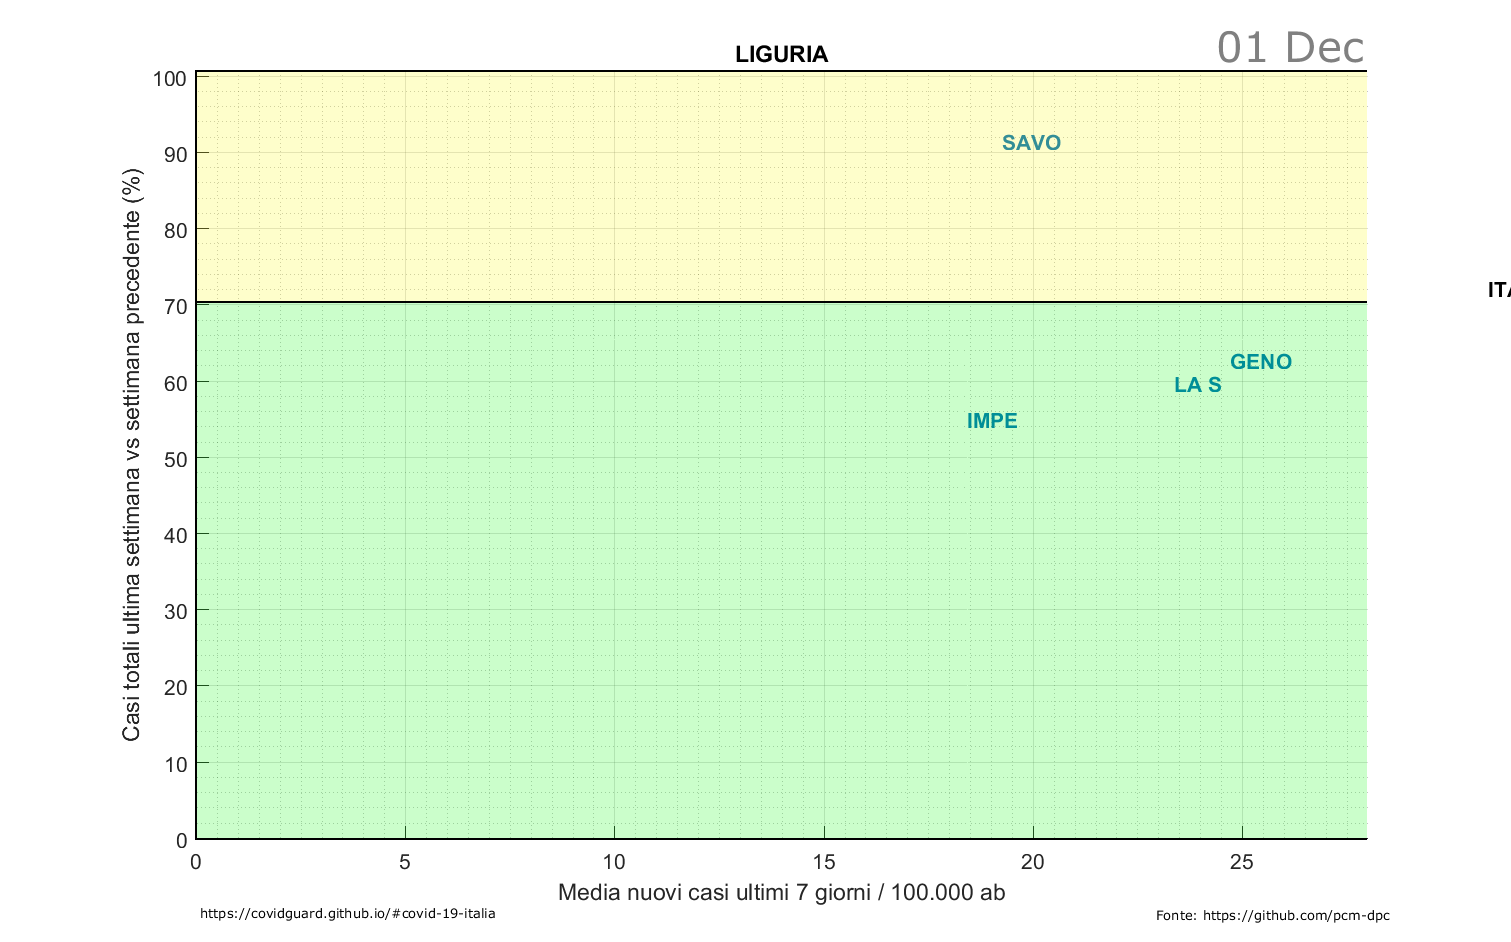 LIGURIA
01 Dec
Casi totali ultima settimana vs settimana precedente (%)
100
90
80
70
60
50
40
30
20
10
0
SAVO
ITA
GENO
LA S
IMPE
0 5 10 15 20 25
Media nuovi casi ultimi 7 giorni / 100.000 ab
https://covidguard.github.io/#covid-19-italia
Fonte: https://github.com/pcm-dpc